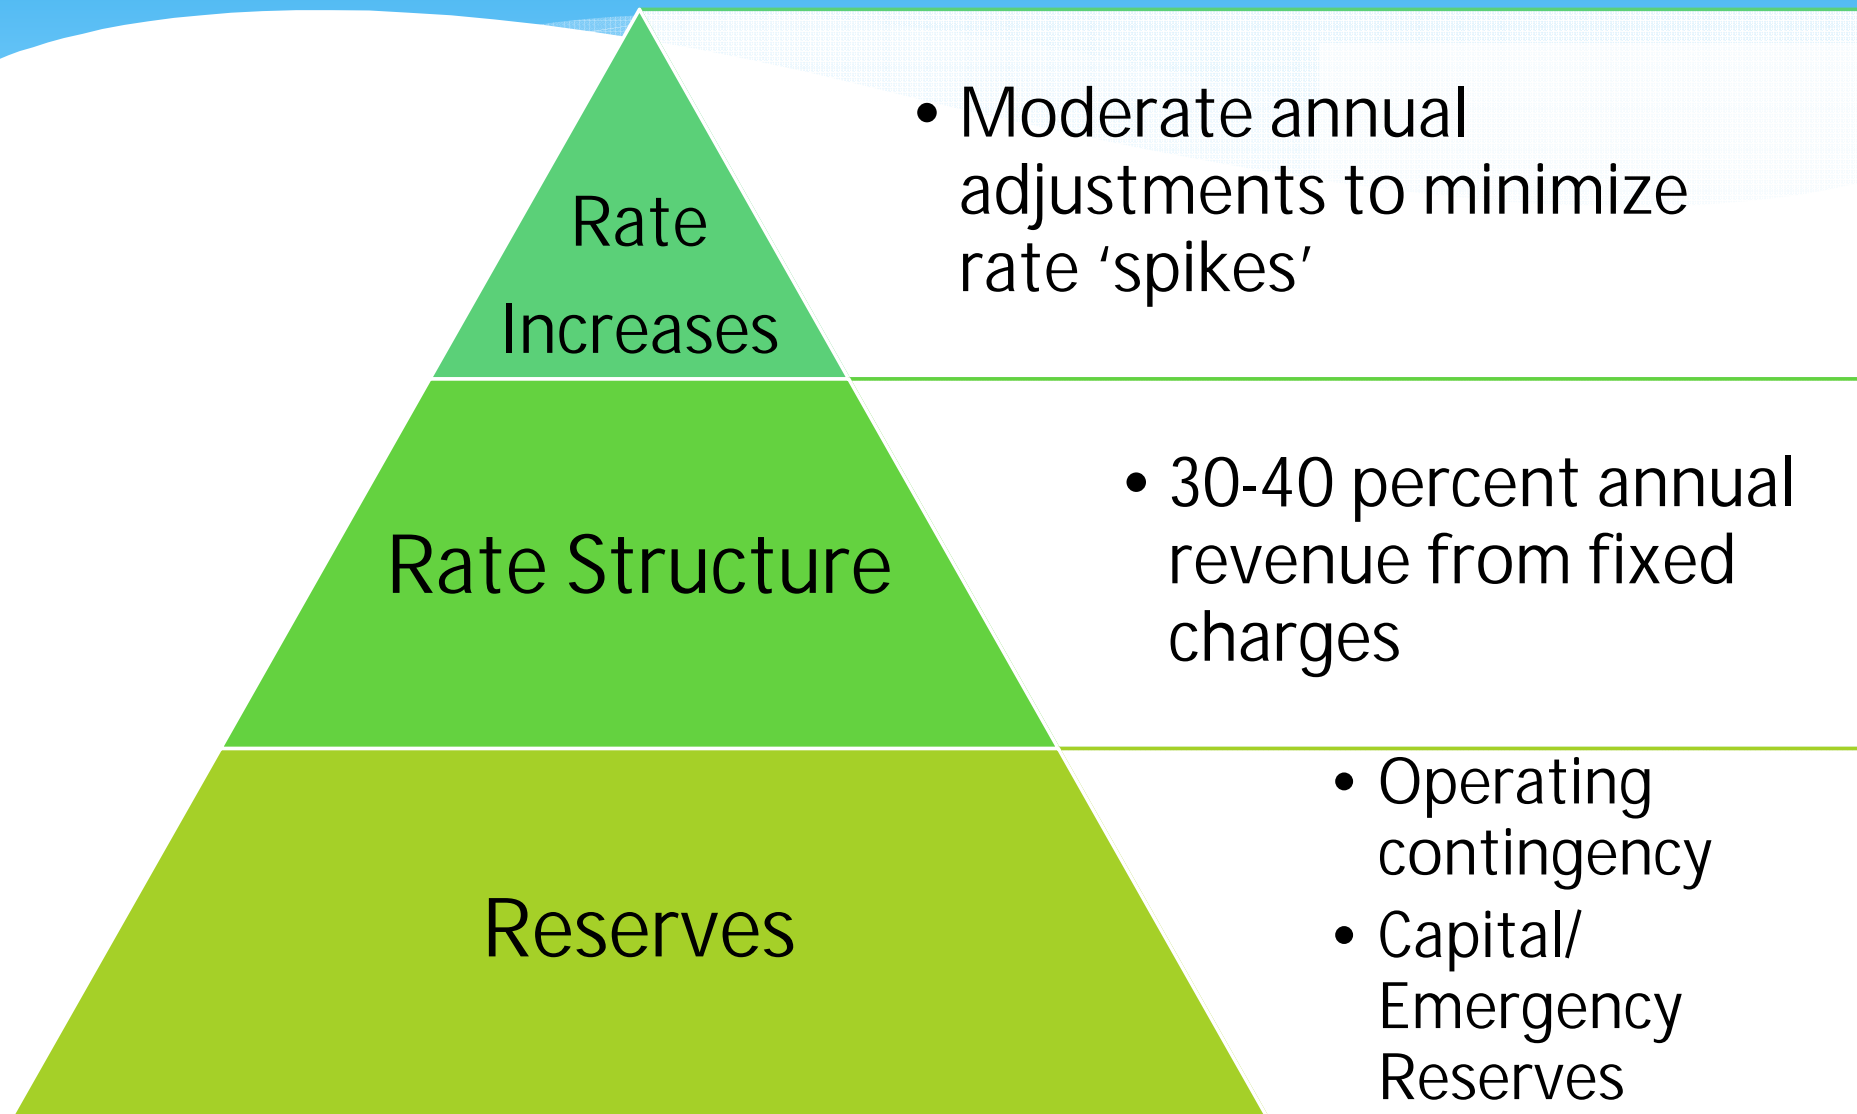 Rate
Increases
• Moderate annual
adjustments to minimize
rate ‘spikes’
Rate Structure
• 30-40 percent annual
revenue from fixed
charges
Reserves
• Operating
contingency
• Capital/
Emergency
Reserves